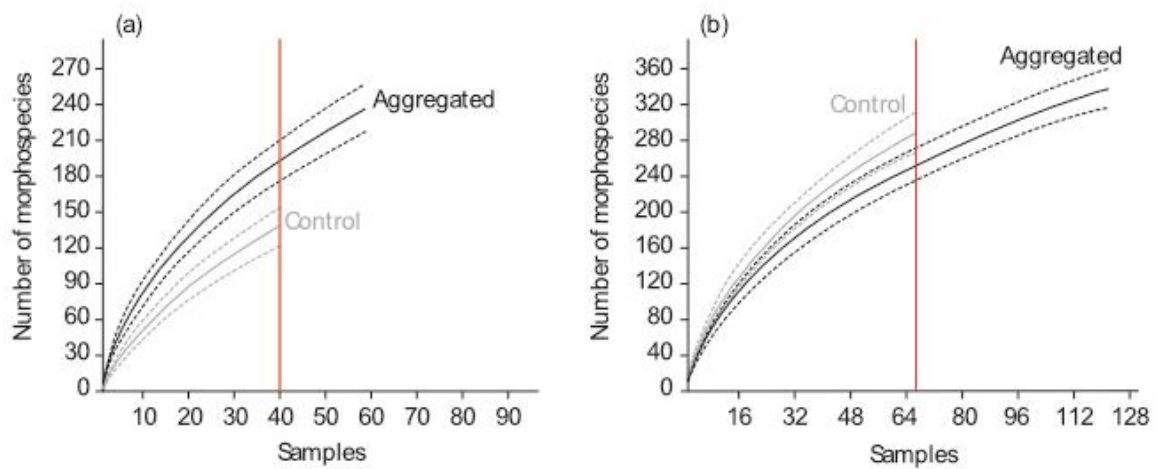 (a)
Number of morphospecies
270
240
210
180
150
120
90
60
30
0
Aggregated
Control
10 20 30 40 50 60 70 80 90
Samples
(b)
Number of morphospecies
360
320
280
240
200
160
120
80
40
0
Aggregated
Control
16 32 48 64 80 96 112 128
Samples